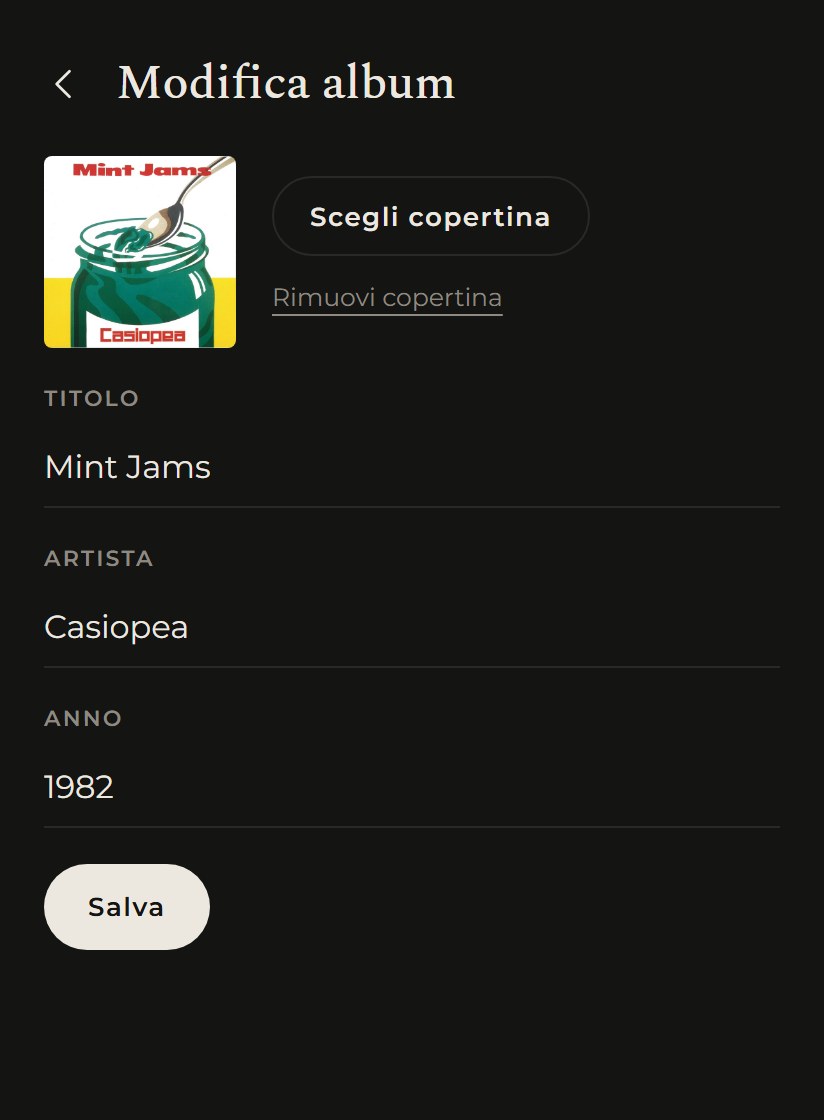 Modifica album
Mint Jams
Casiopea
Scegli copertina
Rimuovi copertina
TITOLO
Mint Jams
ARTISTA
Casiopea
ANNO
1982
Salva